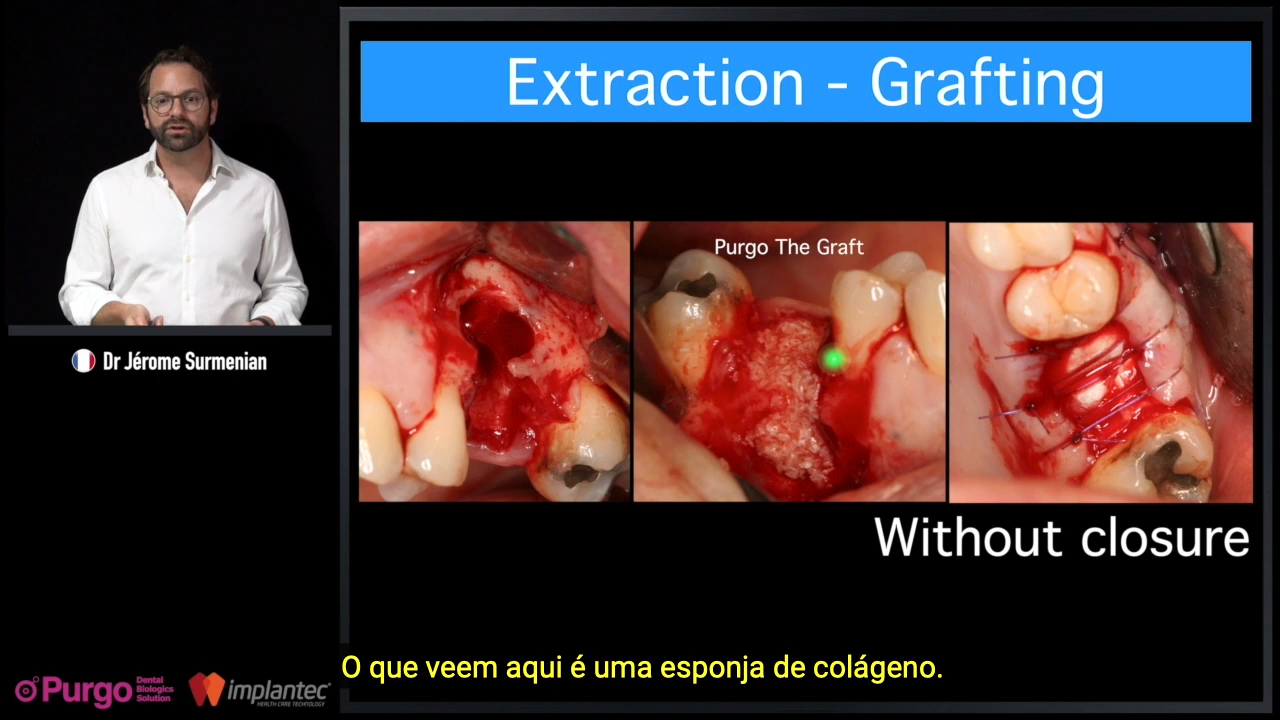 Extraction - Grafting
Purgo The Graft
Dr Jérome Surmenian
Without closure
O que veem aqui é uma esponja de colágeno.
Purgo Dental
Biologics
Solution
implantec
HEALTH CARE TECHNOLOGY